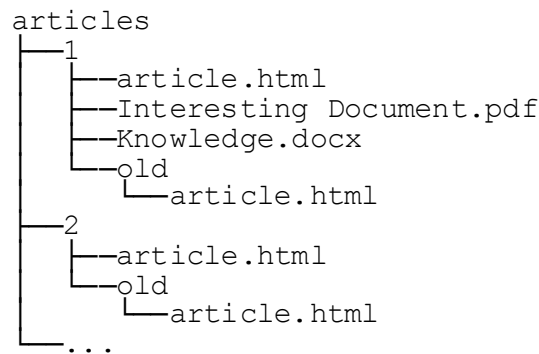 articles
1
article.html
Interesting Document.pdf
Knowledge.docx
old
article.html
2
article.html
old
article.html
...